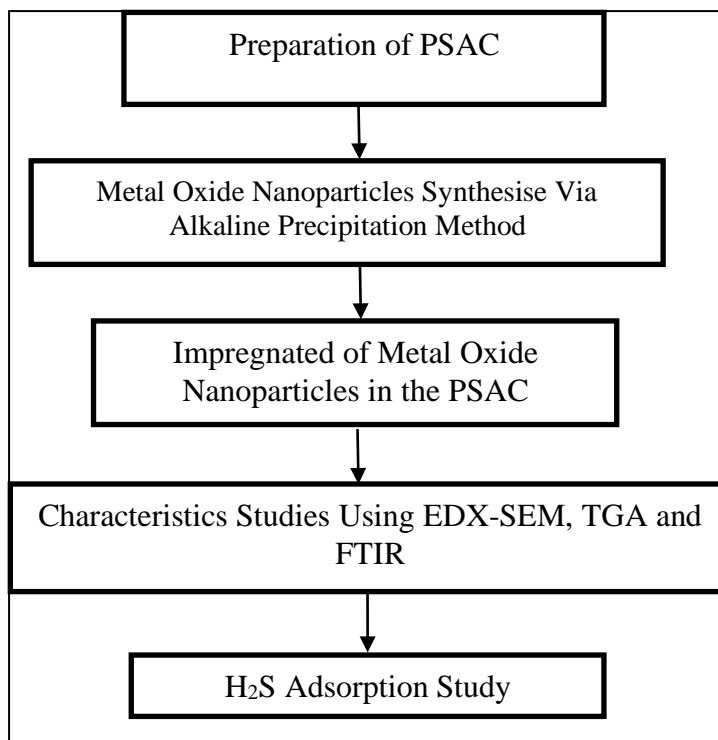 Preparation of PSAC
Metal Oxide Nanoparticles Synthesise Via
Alkaline Precipitation Method
Impregnated of Metal Oxide
Nanoparticles in the PSAC
Characteristics Studies Using EDX-SEM, TGA and
FTIR
H₂S Adsorption Study